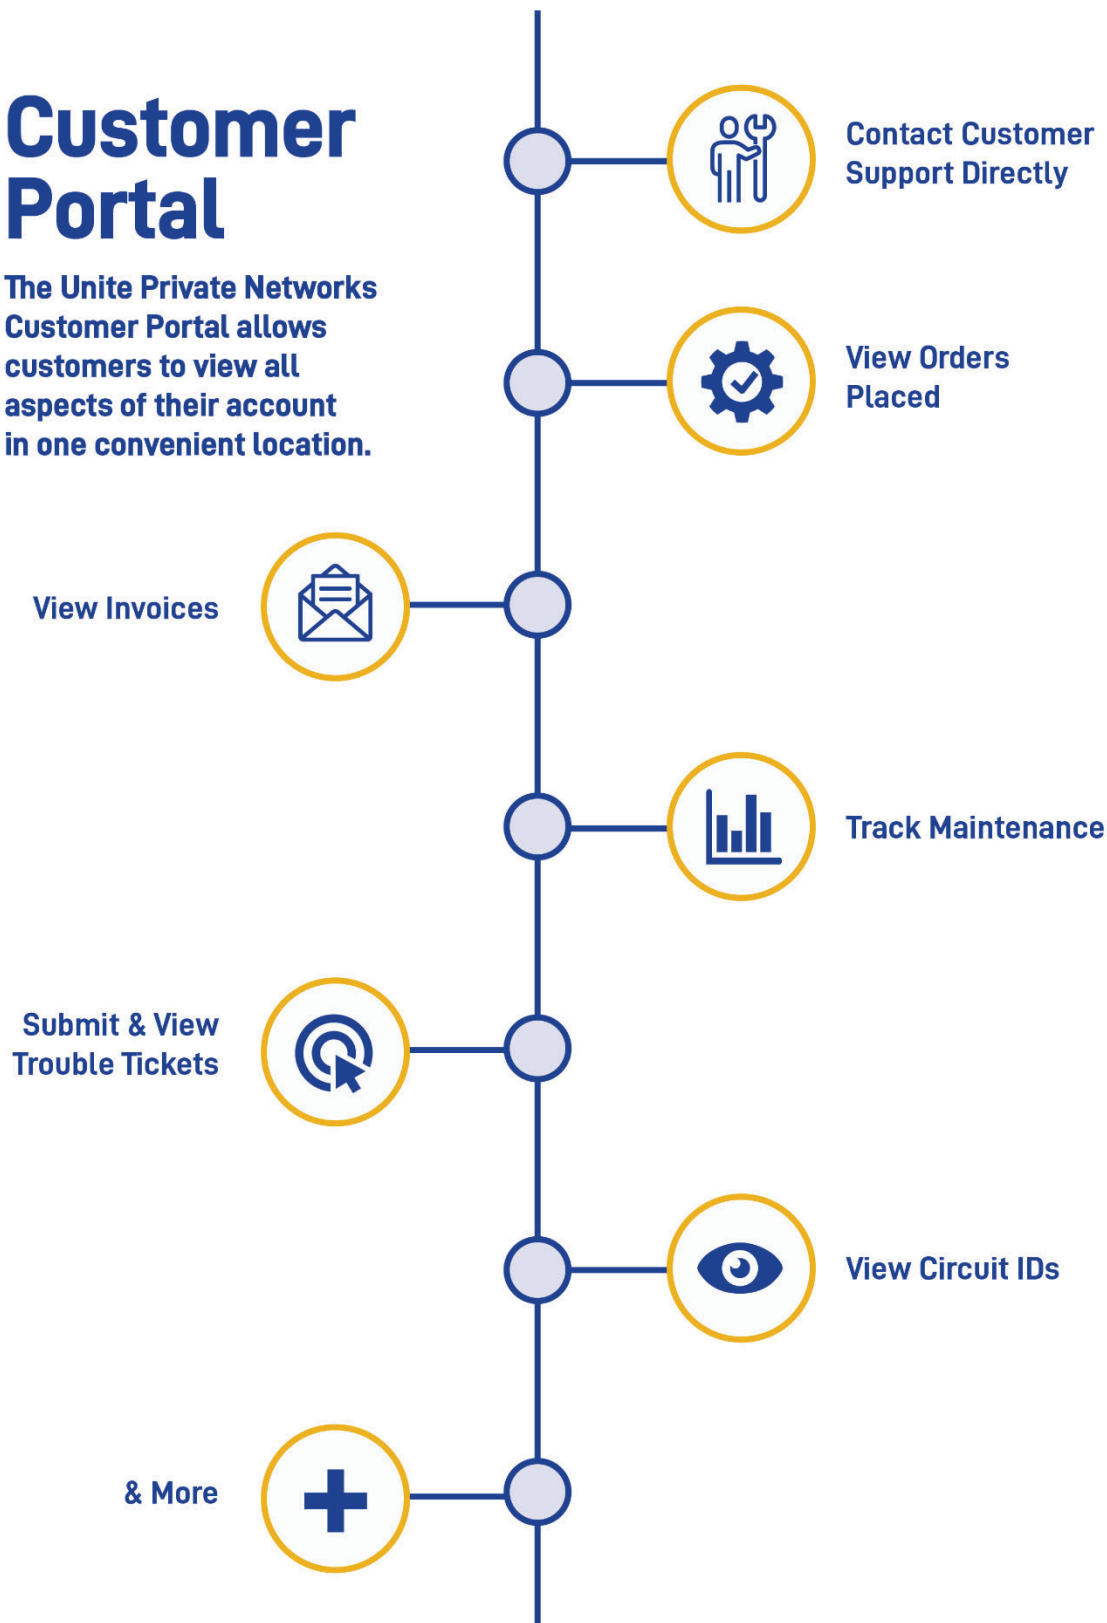 Customer
Portal
The Unite Private Networks
Customer Portal allows
customers to view all
aspects of their account
in one convenient location.
Contact Customer
Support Directly
View Orders
Placed
View Invoices
Track Maintenance
Submit & View
Trouble Tickets
View Circuit IDs
& More